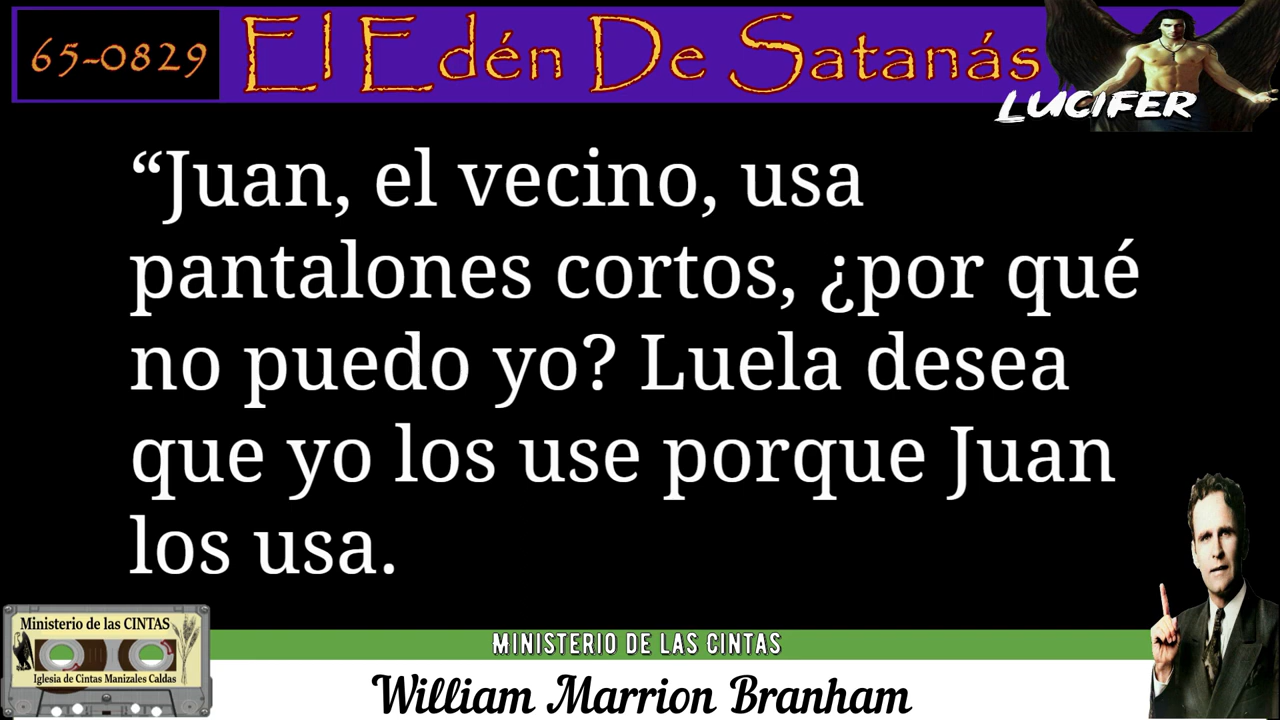 65-0829
El Edén De Satanás
LUCIFER
“Juan, el vecino, usa
pantalones cortos, ¿por qué
no puedo yo? Luela desea
que yo los use porque Juan
los usa.
Ministerio de las CINTAS
Iglesia de Cintas Manizales Caldas
MINISTERIO DE LAS CINTAS
William Marrion Branham